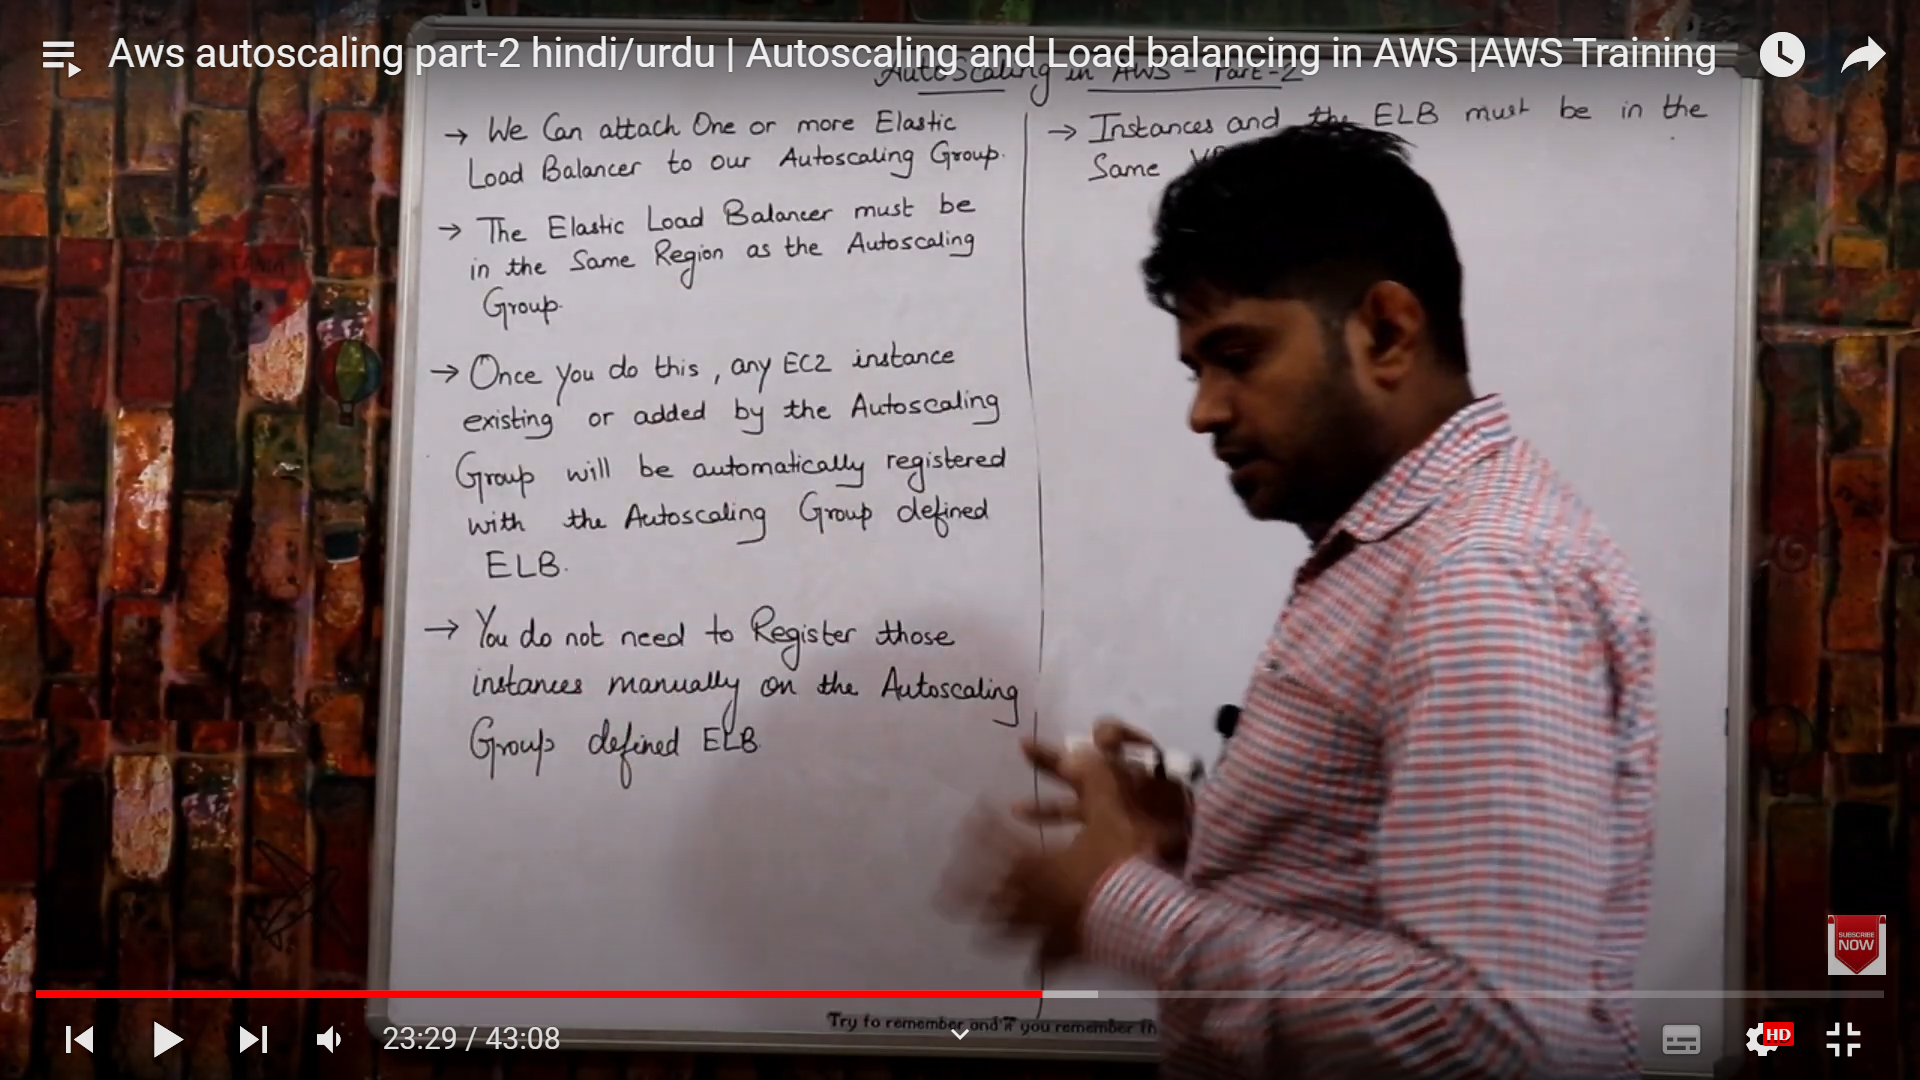 Aws autoscaling part-2 hindi/urdu | Autoscaling and Load balancing in AWS |AWS Training
AutoScaling in AWS - Part-2
→ We Can attach One or more Elastic
Load Balancer to our Autoscaling Group.
→ The Elastic Load Balancer must be
in the Same Region as the Autoscaling
Group.
→ Once you do this, any EC2 instance
existing or added by the Autoscaling
Group will be automatically registered
with the Autoscaling Group defined
ELB.
→ You do not need to Register those
instances manually on the Autoscaling
Group defined ELB
→ Instances and the ELB must be in the
Same
Try to remember and if you remember
SUBSCRIBE
NOW
23:29 / 43:08
HD